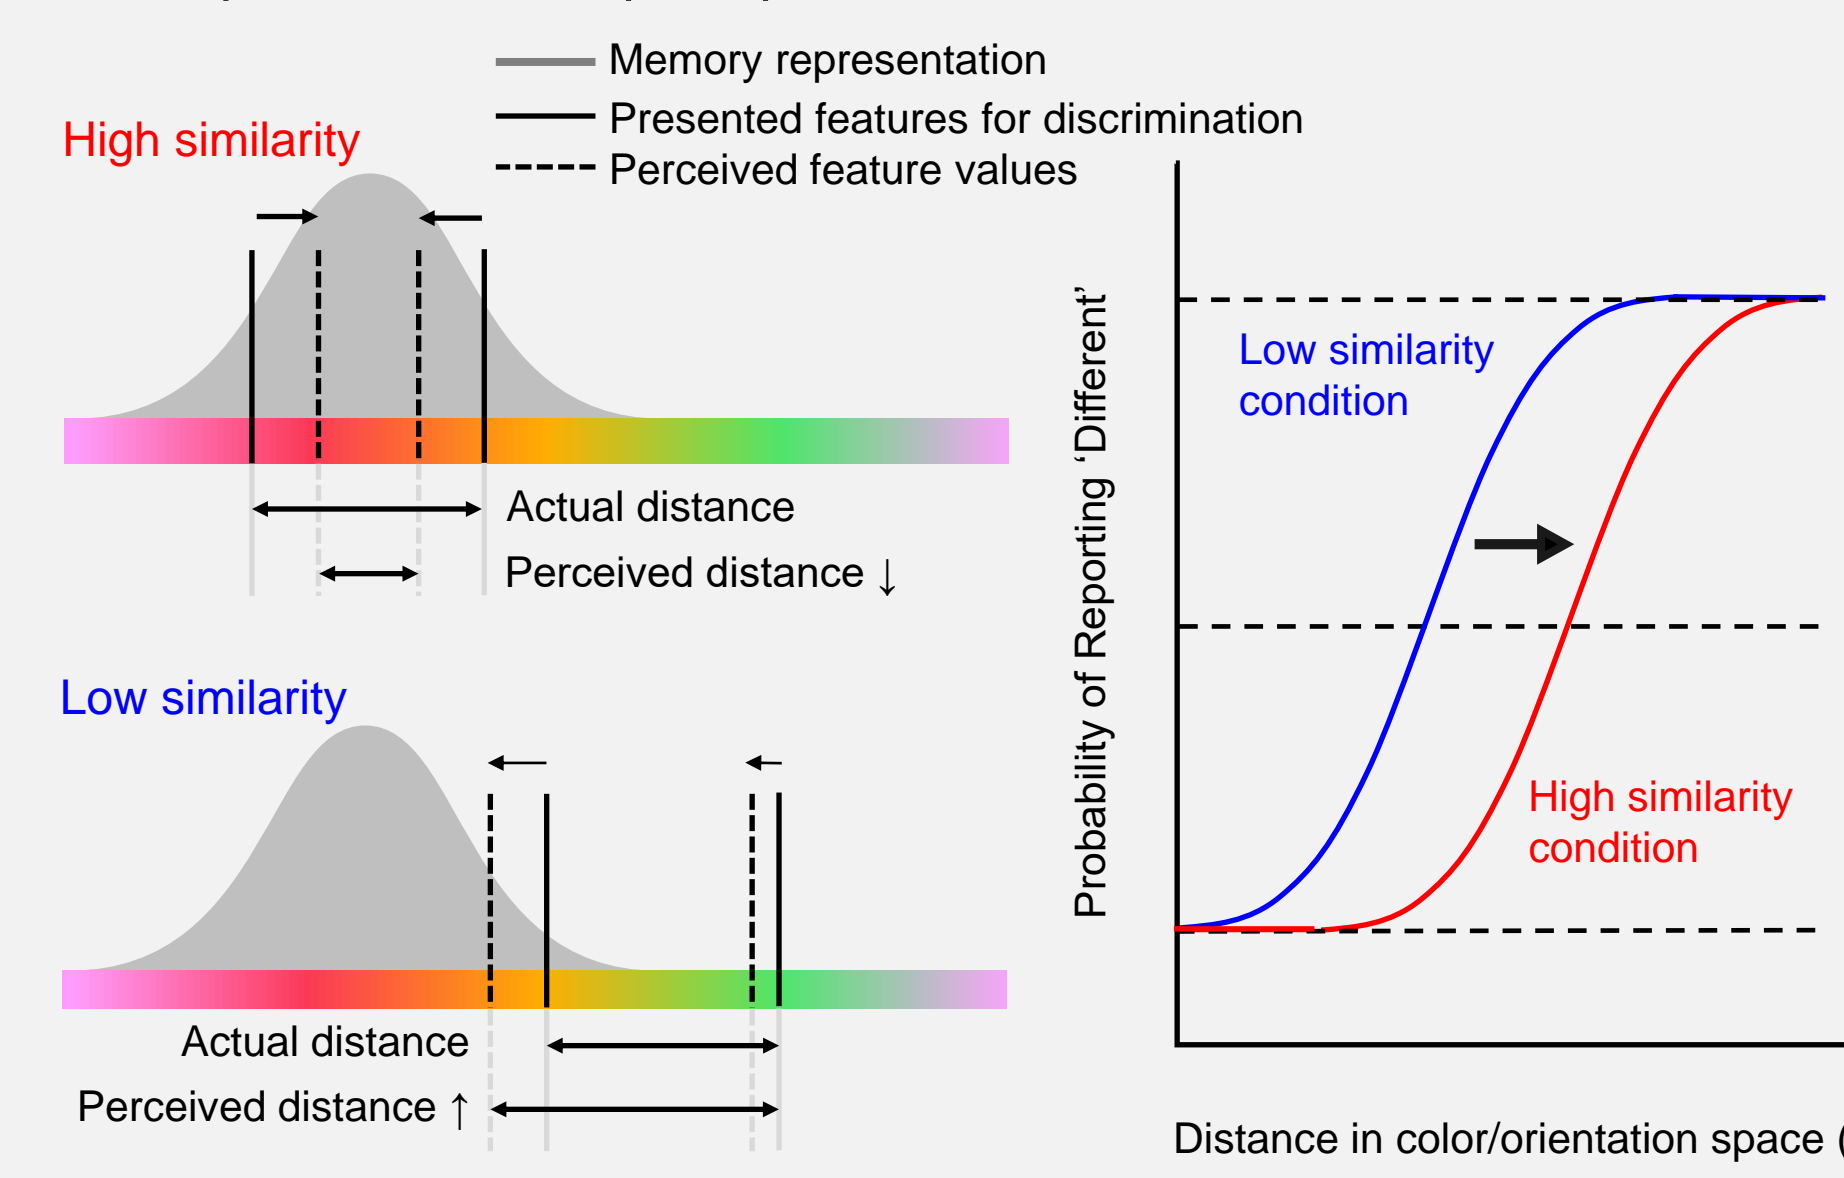 Memory representation
Presented features for discrimination
Perceived feature values
High similarity
Actual distance
Perceived distance ↓
Low similarity
Actual distance
Perceived distance ↑
Probability of Reporting ‘Different’
Low similarity
condition
High similarity
condition
Distance in color/orientation space (